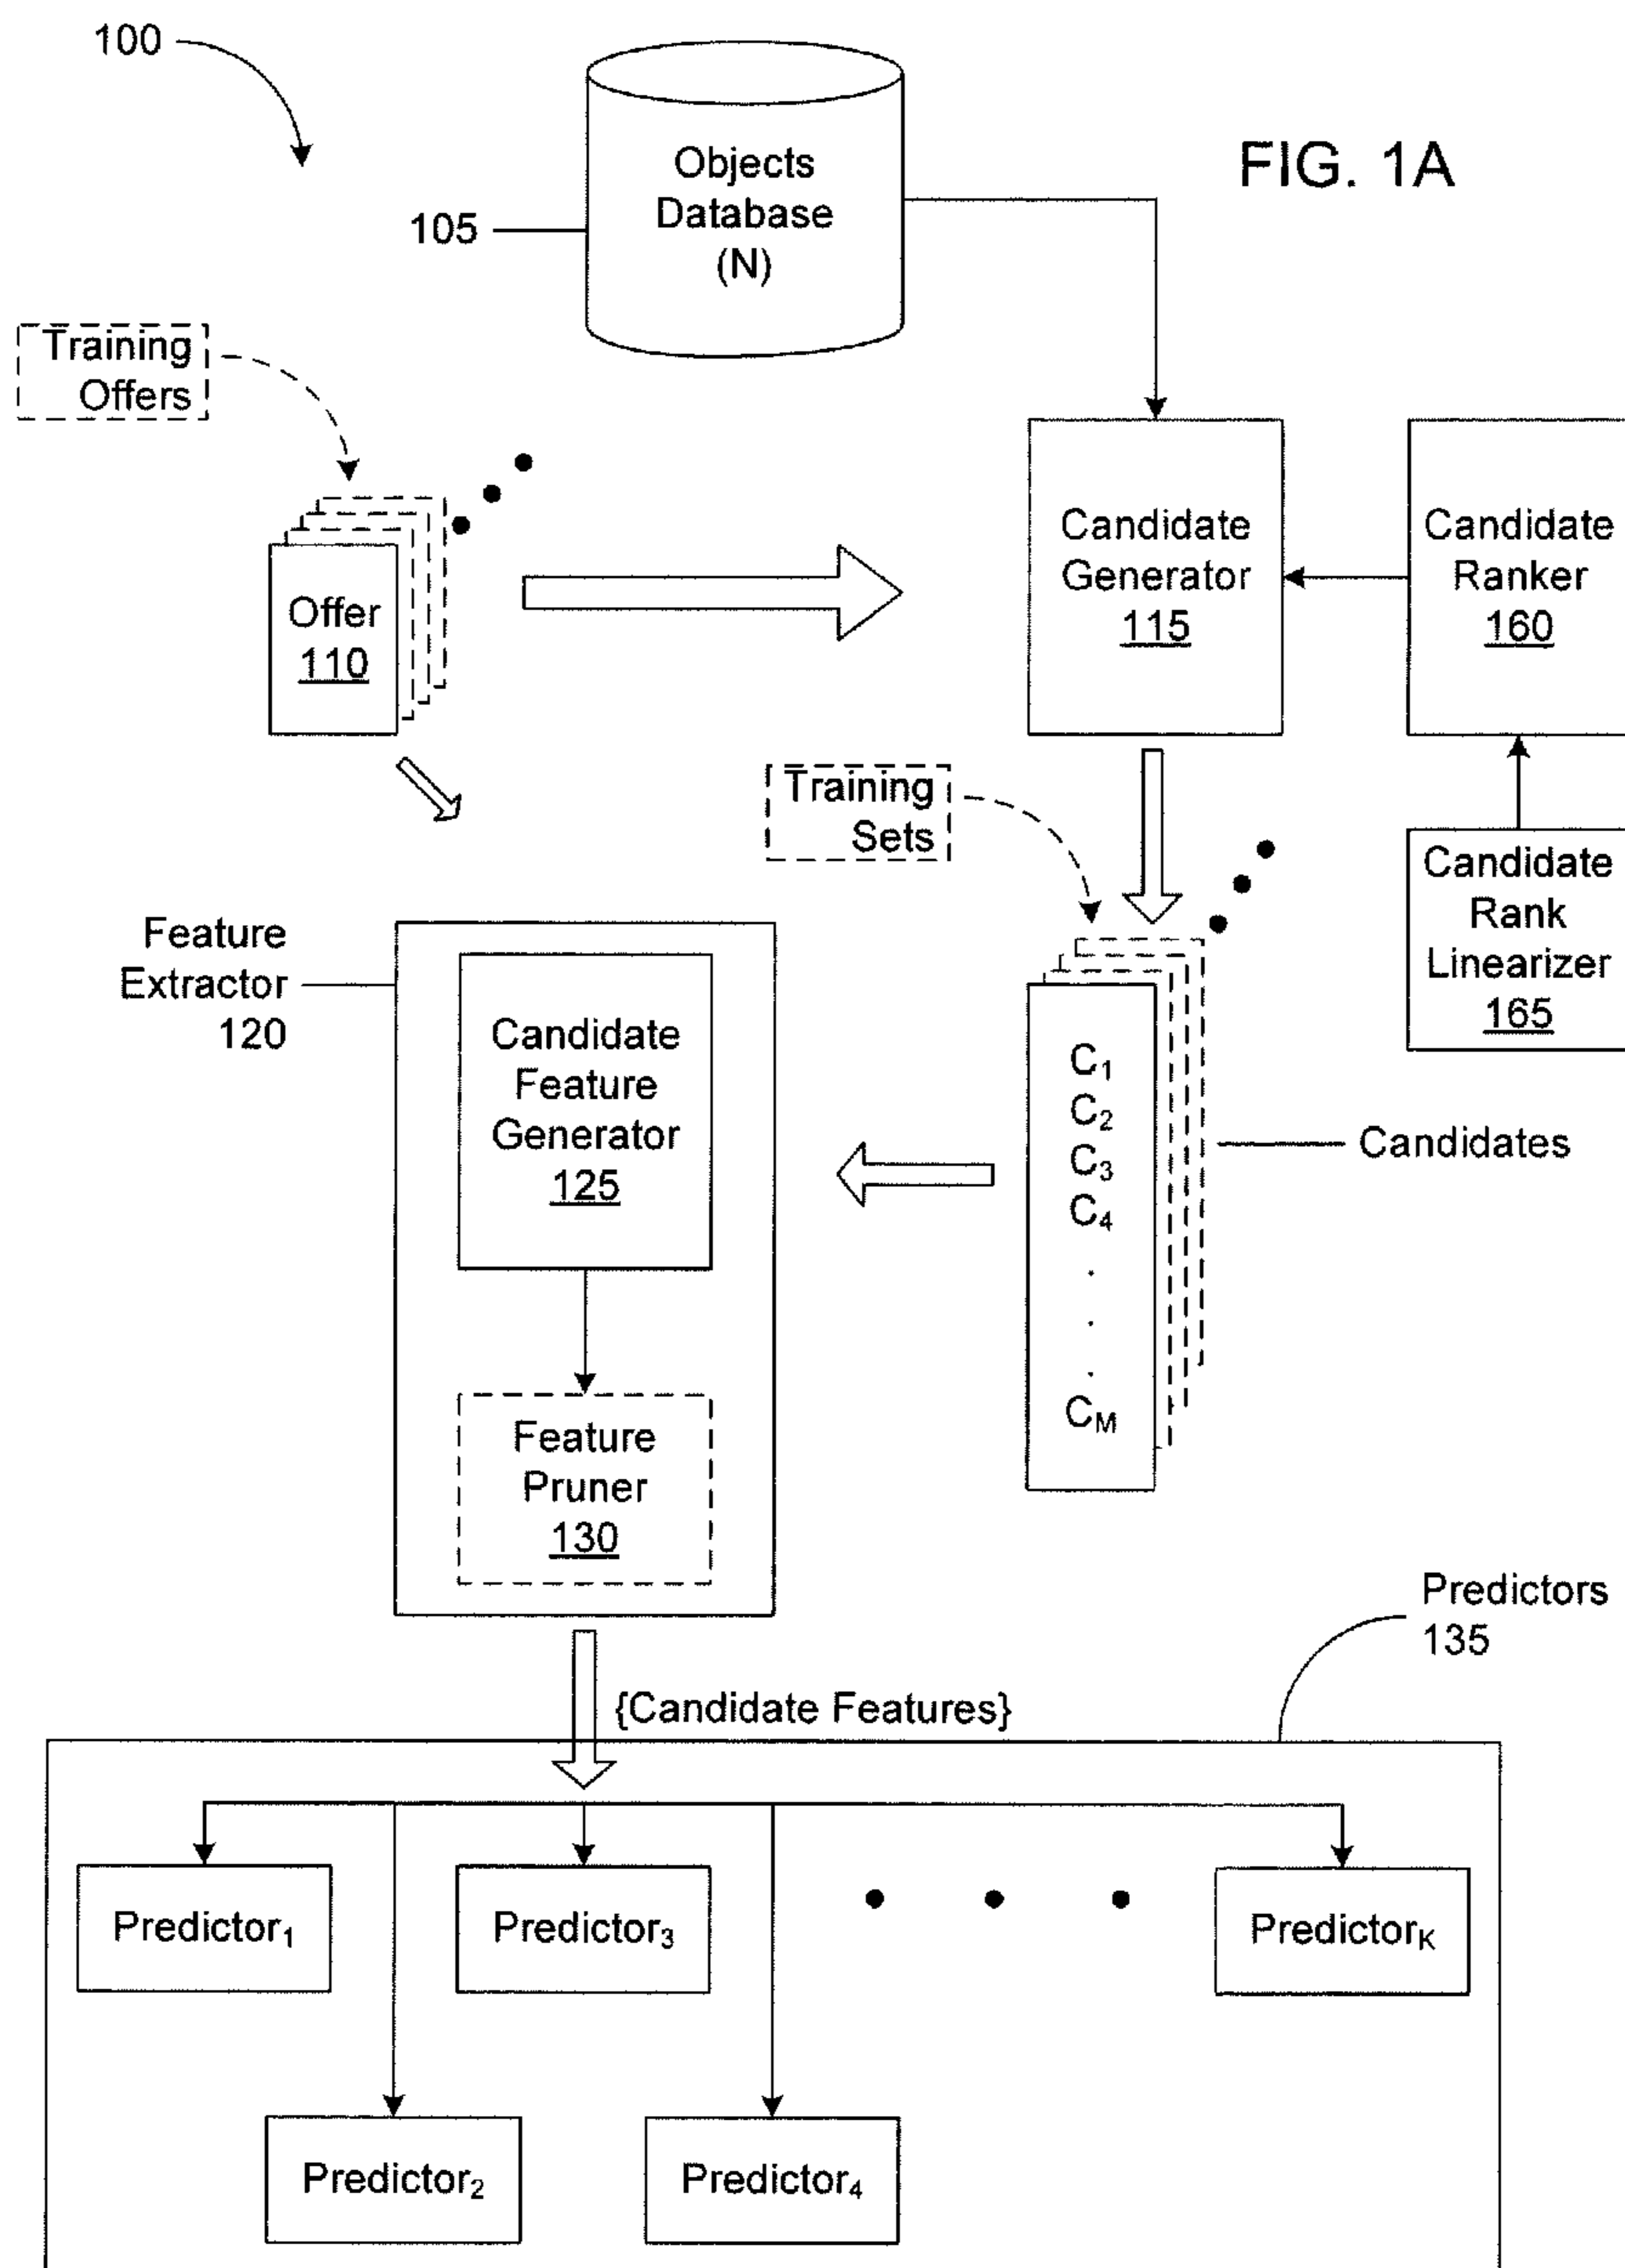 100
FIG. 1A
Objects
Database
(N)
105
Training
Offers
Offer
110
Candidate
Generator
115
Candidate
Ranker
160
Training
Sets
Candidate
Rank
Linearizer
165
Feature
Extractor
120
Candidate
Feature
Generator
125
C₁
C₂
C₃
C₄
.
.
.
C_M
Candidates
Feature
Pruner
130
Predictors
135
{Candidate Features}
Predictor₁
Predictor₃
Predictor_K
Predictor₂
Predictor₄